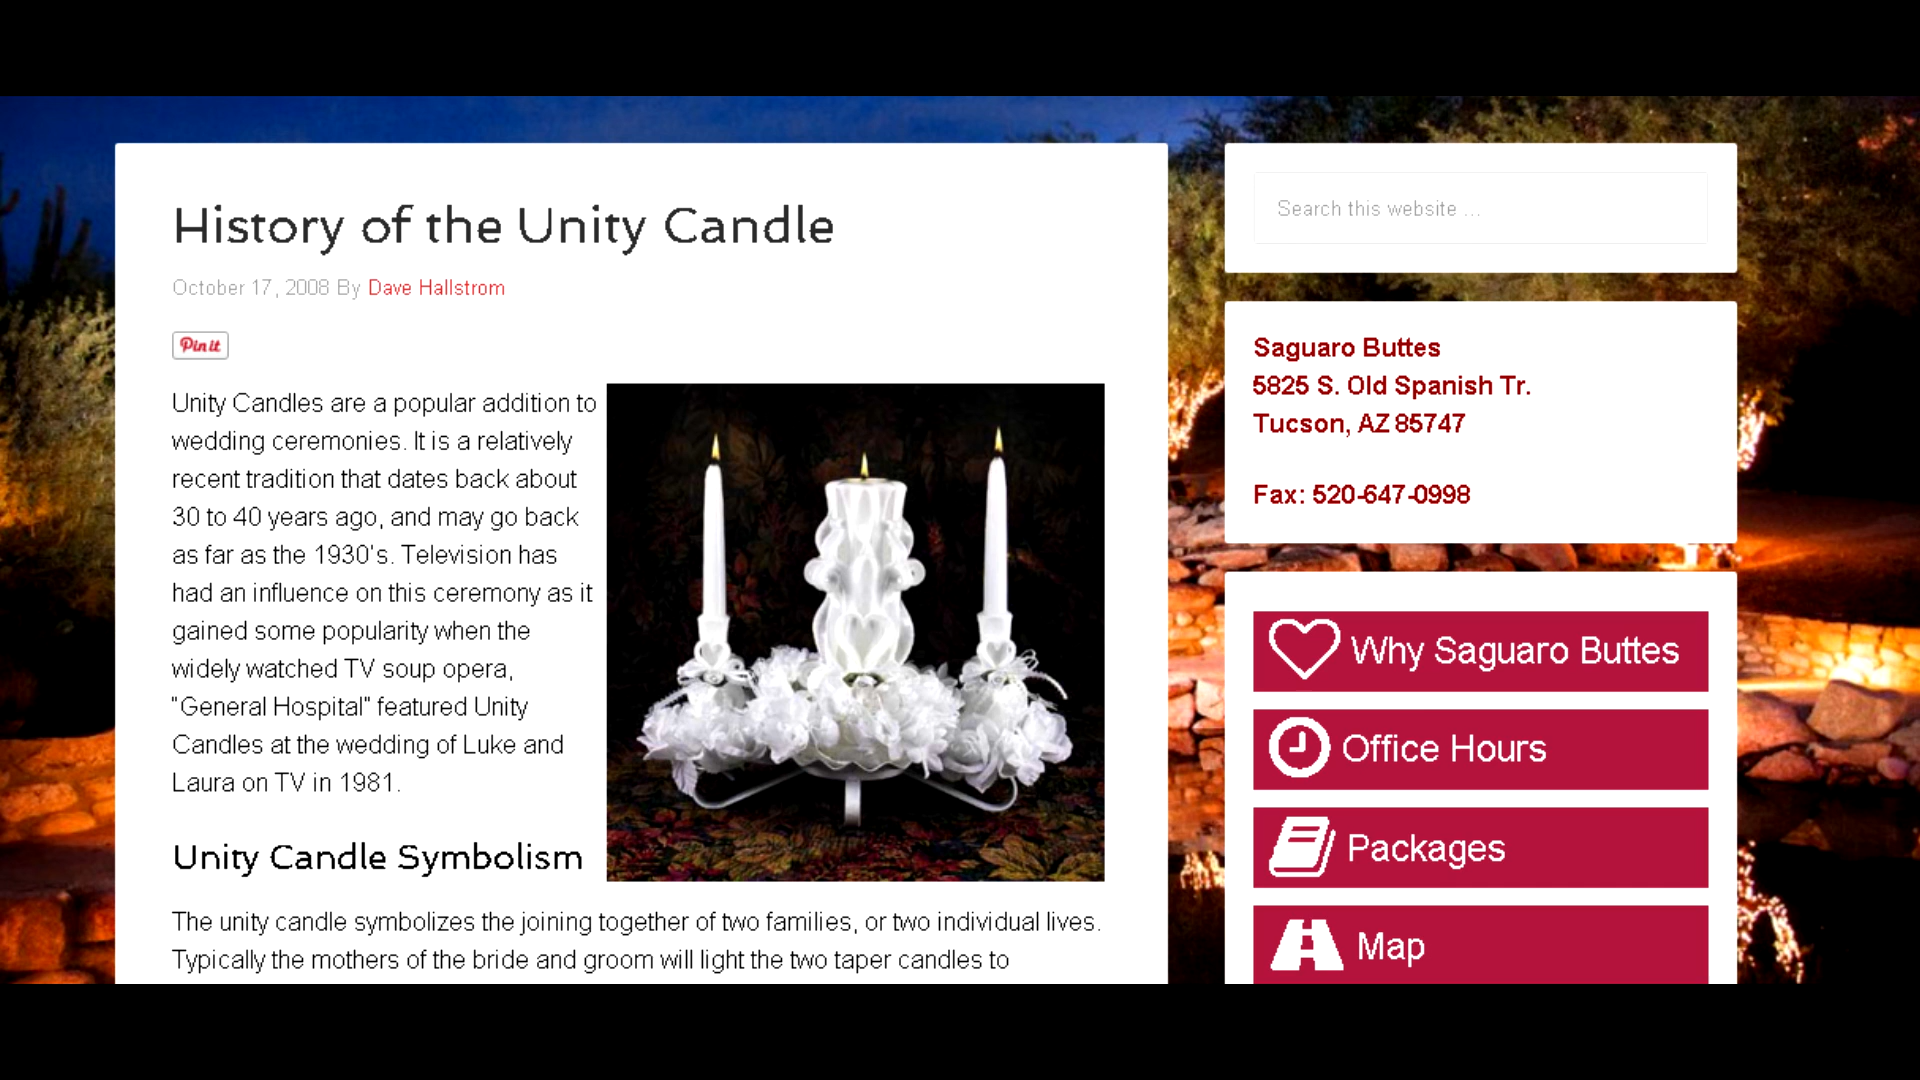 History of the Unity Candle
October 17, 2008 By Dave Hallstrom
Pin it
Unity Candles are a popular addition to
wedding ceremonies. It is a relatively
recent tradition that dates back about
30 to 40 years ago, and may go back
as far as the 1930's. Television has
had an influence on this ceremony as it
gained some popularity when the
widely watched TV soup opera,
"General Hospital" featured Unity
Candles at the wedding of Luke and
Laura on TV in 1981.
Unity Candle Symbolism
The unity candle symbolizes the joining together of two families, or two individual lives.
Typically the mothers of the bride and groom will light the two taper candles to
Search this website ...
Saguaro Buttes
5825 S. Old Spanish Tr.
Tucson, AZ 85747
Fax: 520-647-0998
Why Saguaro Buttes
Office Hours
Packages
Map